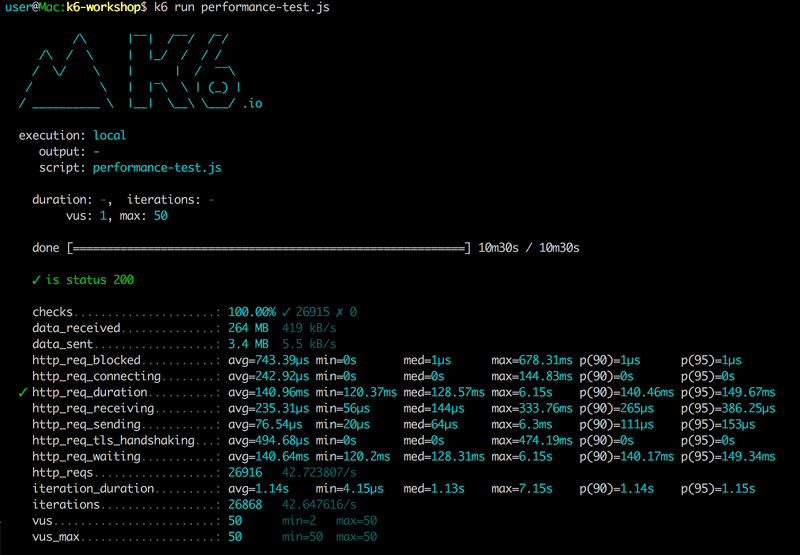 user@Mac:k6-workshop$ k6 run performance-test.js
.io
execution: local
output: -
script: performance-test.js
duration: -, iterations: -
vus: 1, max: 50
done [==========================================================] 10m30s / 10m30s
✓ is status 200
checks.....................: 100.00% ✓ 26915 ✗ 0
data_received..............: 264 MB 419 kB/s
data_sent..................: 3.4 MB 5.5 kB/s
http_req_blocked...........: avg=743.39µs min=0s med=1µs max=678.31ms p(90)=1µs p(95)=1µs
http_req_connecting........: avg=242.92µs min=0s med=0s max=144.83ms p(90)=0s p(95)=0s
✓ http_req_duration..........: avg=140.96ms min=120.37ms med=128.57ms max=6.15s p(90)=140.46ms p(95)=149.67ms
http_req_receiving.........: avg=235.31µs min=56µs med=144µs max=333.76ms p(90)=265µs p(95)=386.25µs
http_req_sending...........: avg=76.54µs min=20µs med=64µs max=6.3ms p(90)=111µs p(95)=153µs
http_req_tls_handshaking...: avg=494.68µs min=0s med=0s max=474.19ms p(90)=0s p(95)=0s
http_req_waiting...........: avg=140.64ms min=120.2ms med=128.31ms max=6.15s p(90)=140.17ms p(95)=149.34ms
http_reqs..................: 26916 42.723807/s
iteration_duration.........: avg=1.14s min=4.15µs med=1.13s max=7.15s p(90)=1.14s p(95)=1.15s
iterations.................: 26868 42.647616/s
vus........................: 50 min=2 max=50
vus_max....................: 50 min=50 max=50